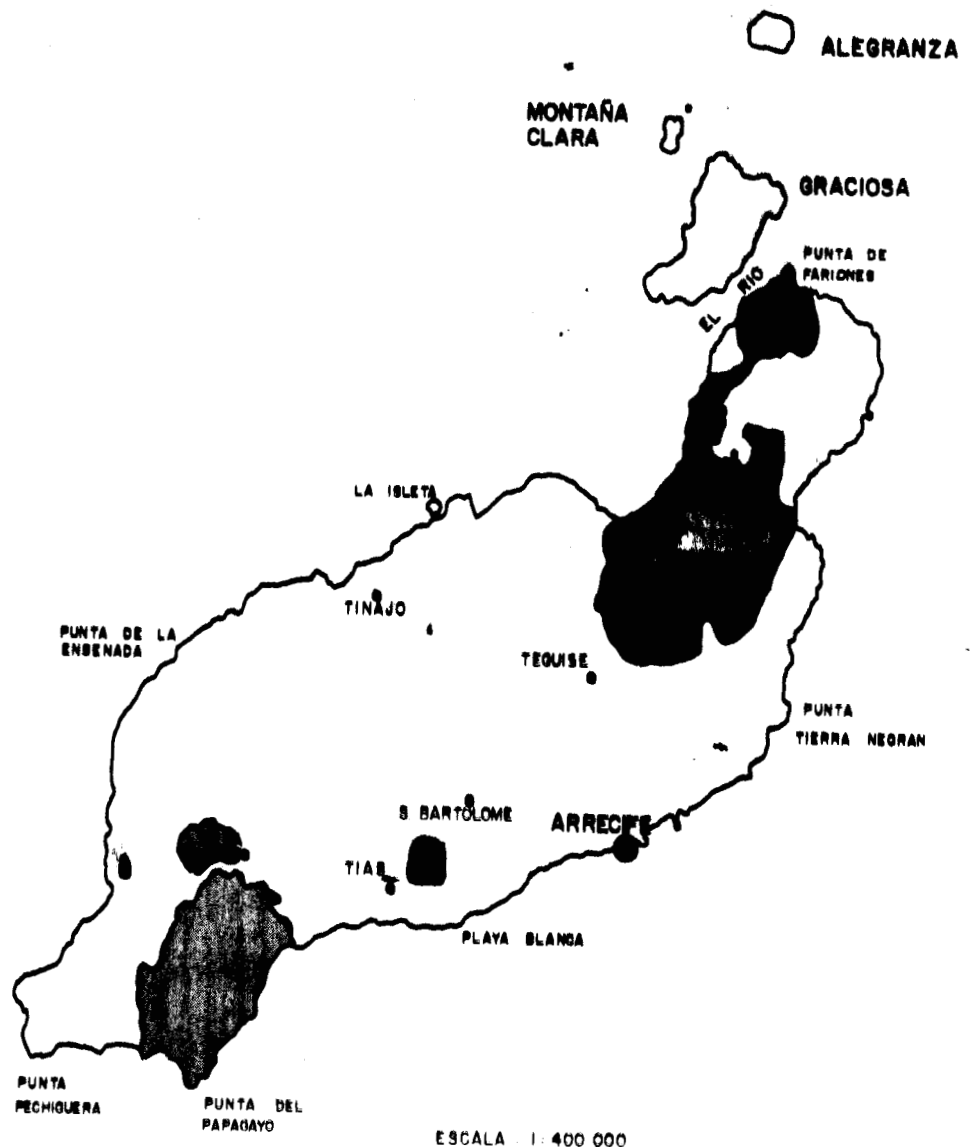 ALEGRANZA
MONTAÑA
CLARA
GRACIOSA
PUNTA DE
FARIONES
EL RIO
LA ISLETA
TINAJO
PUNTA DE LA
ENSENADA
TEGUISE
PUNTA
TIERRA NEGRAN
S BARTOLOME
ARRECIFE
TIAS
PLAYA BLANCA
PUNTA
PECHIGUERA
PUNTA DEL
PAPAGAYO
ESCALA 1:400 000